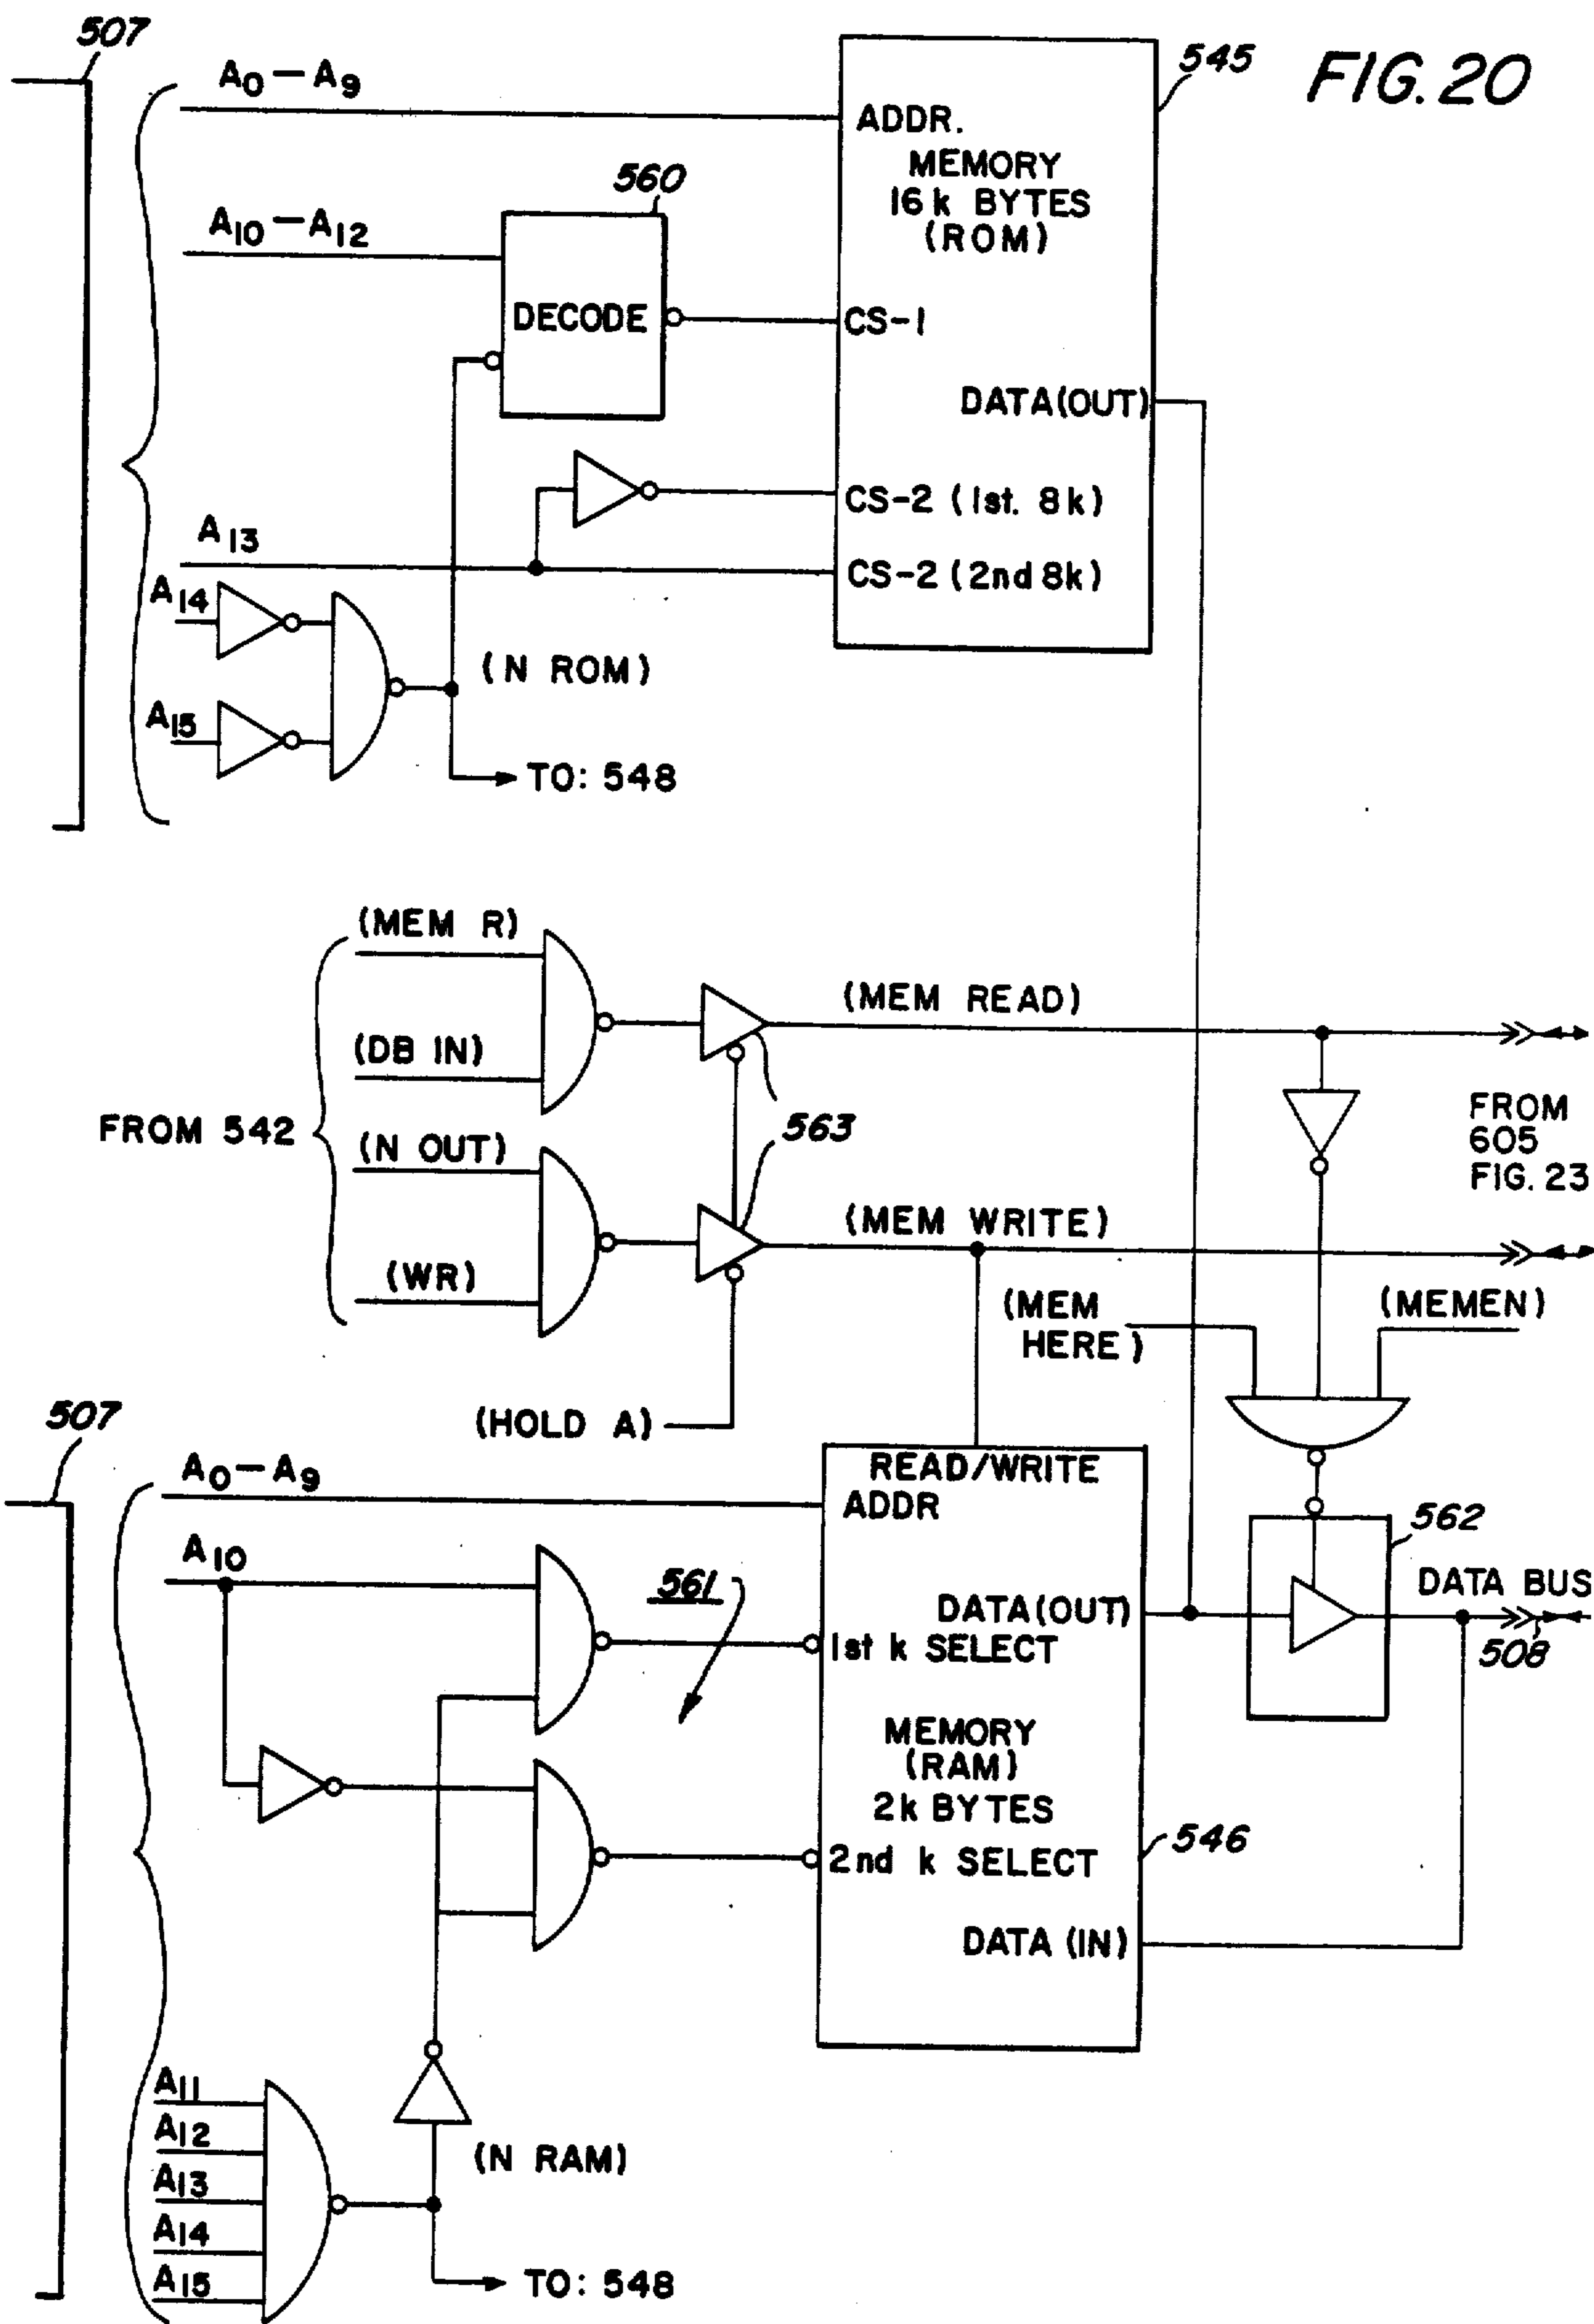 FIG. 20
507
A0–A9
545
ADDR.
MEMORY
16k BYTES
(ROM)
560
A10–A12
DECODE
CS-1
DATA(OUT)
CS-2 (1st. 8k)
A13
CS-2 (2nd 8k)
A14
(N ROM)
A15
TO: 548
(MEM R)
(MEM READ)
(DB IN)
FROM 542
563
FROM
605
FIG. 23
(N OUT)
(MEM WRITE)
(WR)
(MEM
HERE)
(MEMEN)
(HOLD A)
507
A0–A9
READ/WRITE
ADDR
A10
561
562
DATA(OUT)
DATA BUS
508
1st k SELECT
MEMORY
(RAM)
2k BYTES
546
2nd k SELECT
DATA (IN)
A11
A12
(N RAM)
A13
A14
A15
TO: 548